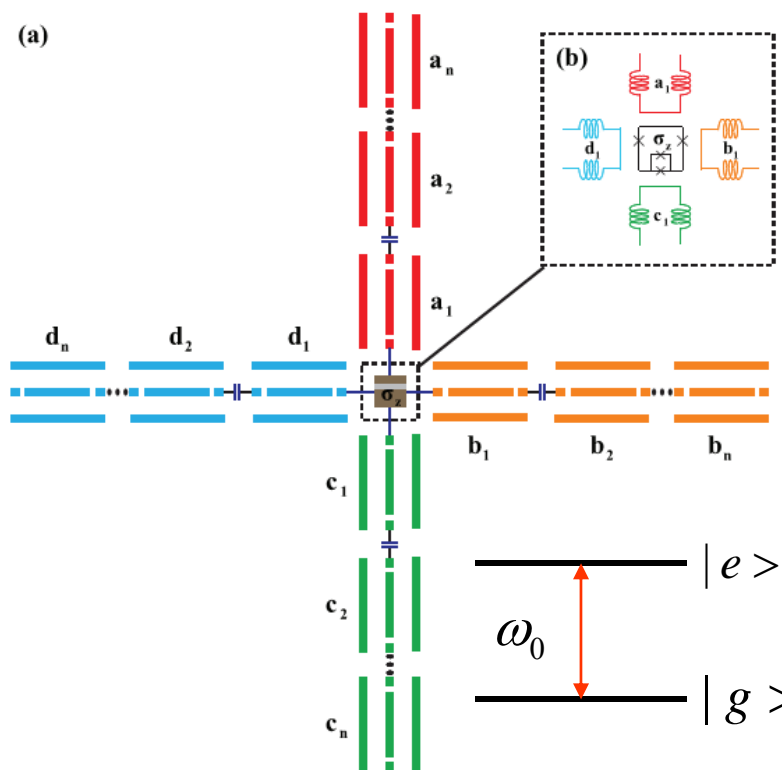 (a)
a_n
a_2
a_1
(b)
a_1
d_1
σ_z
b_1
c_1
d_n
d_2
d_1
σ_z
b_1
b_2
b_n
c_1
c_2
c_n
| e >
ω_0
| g >